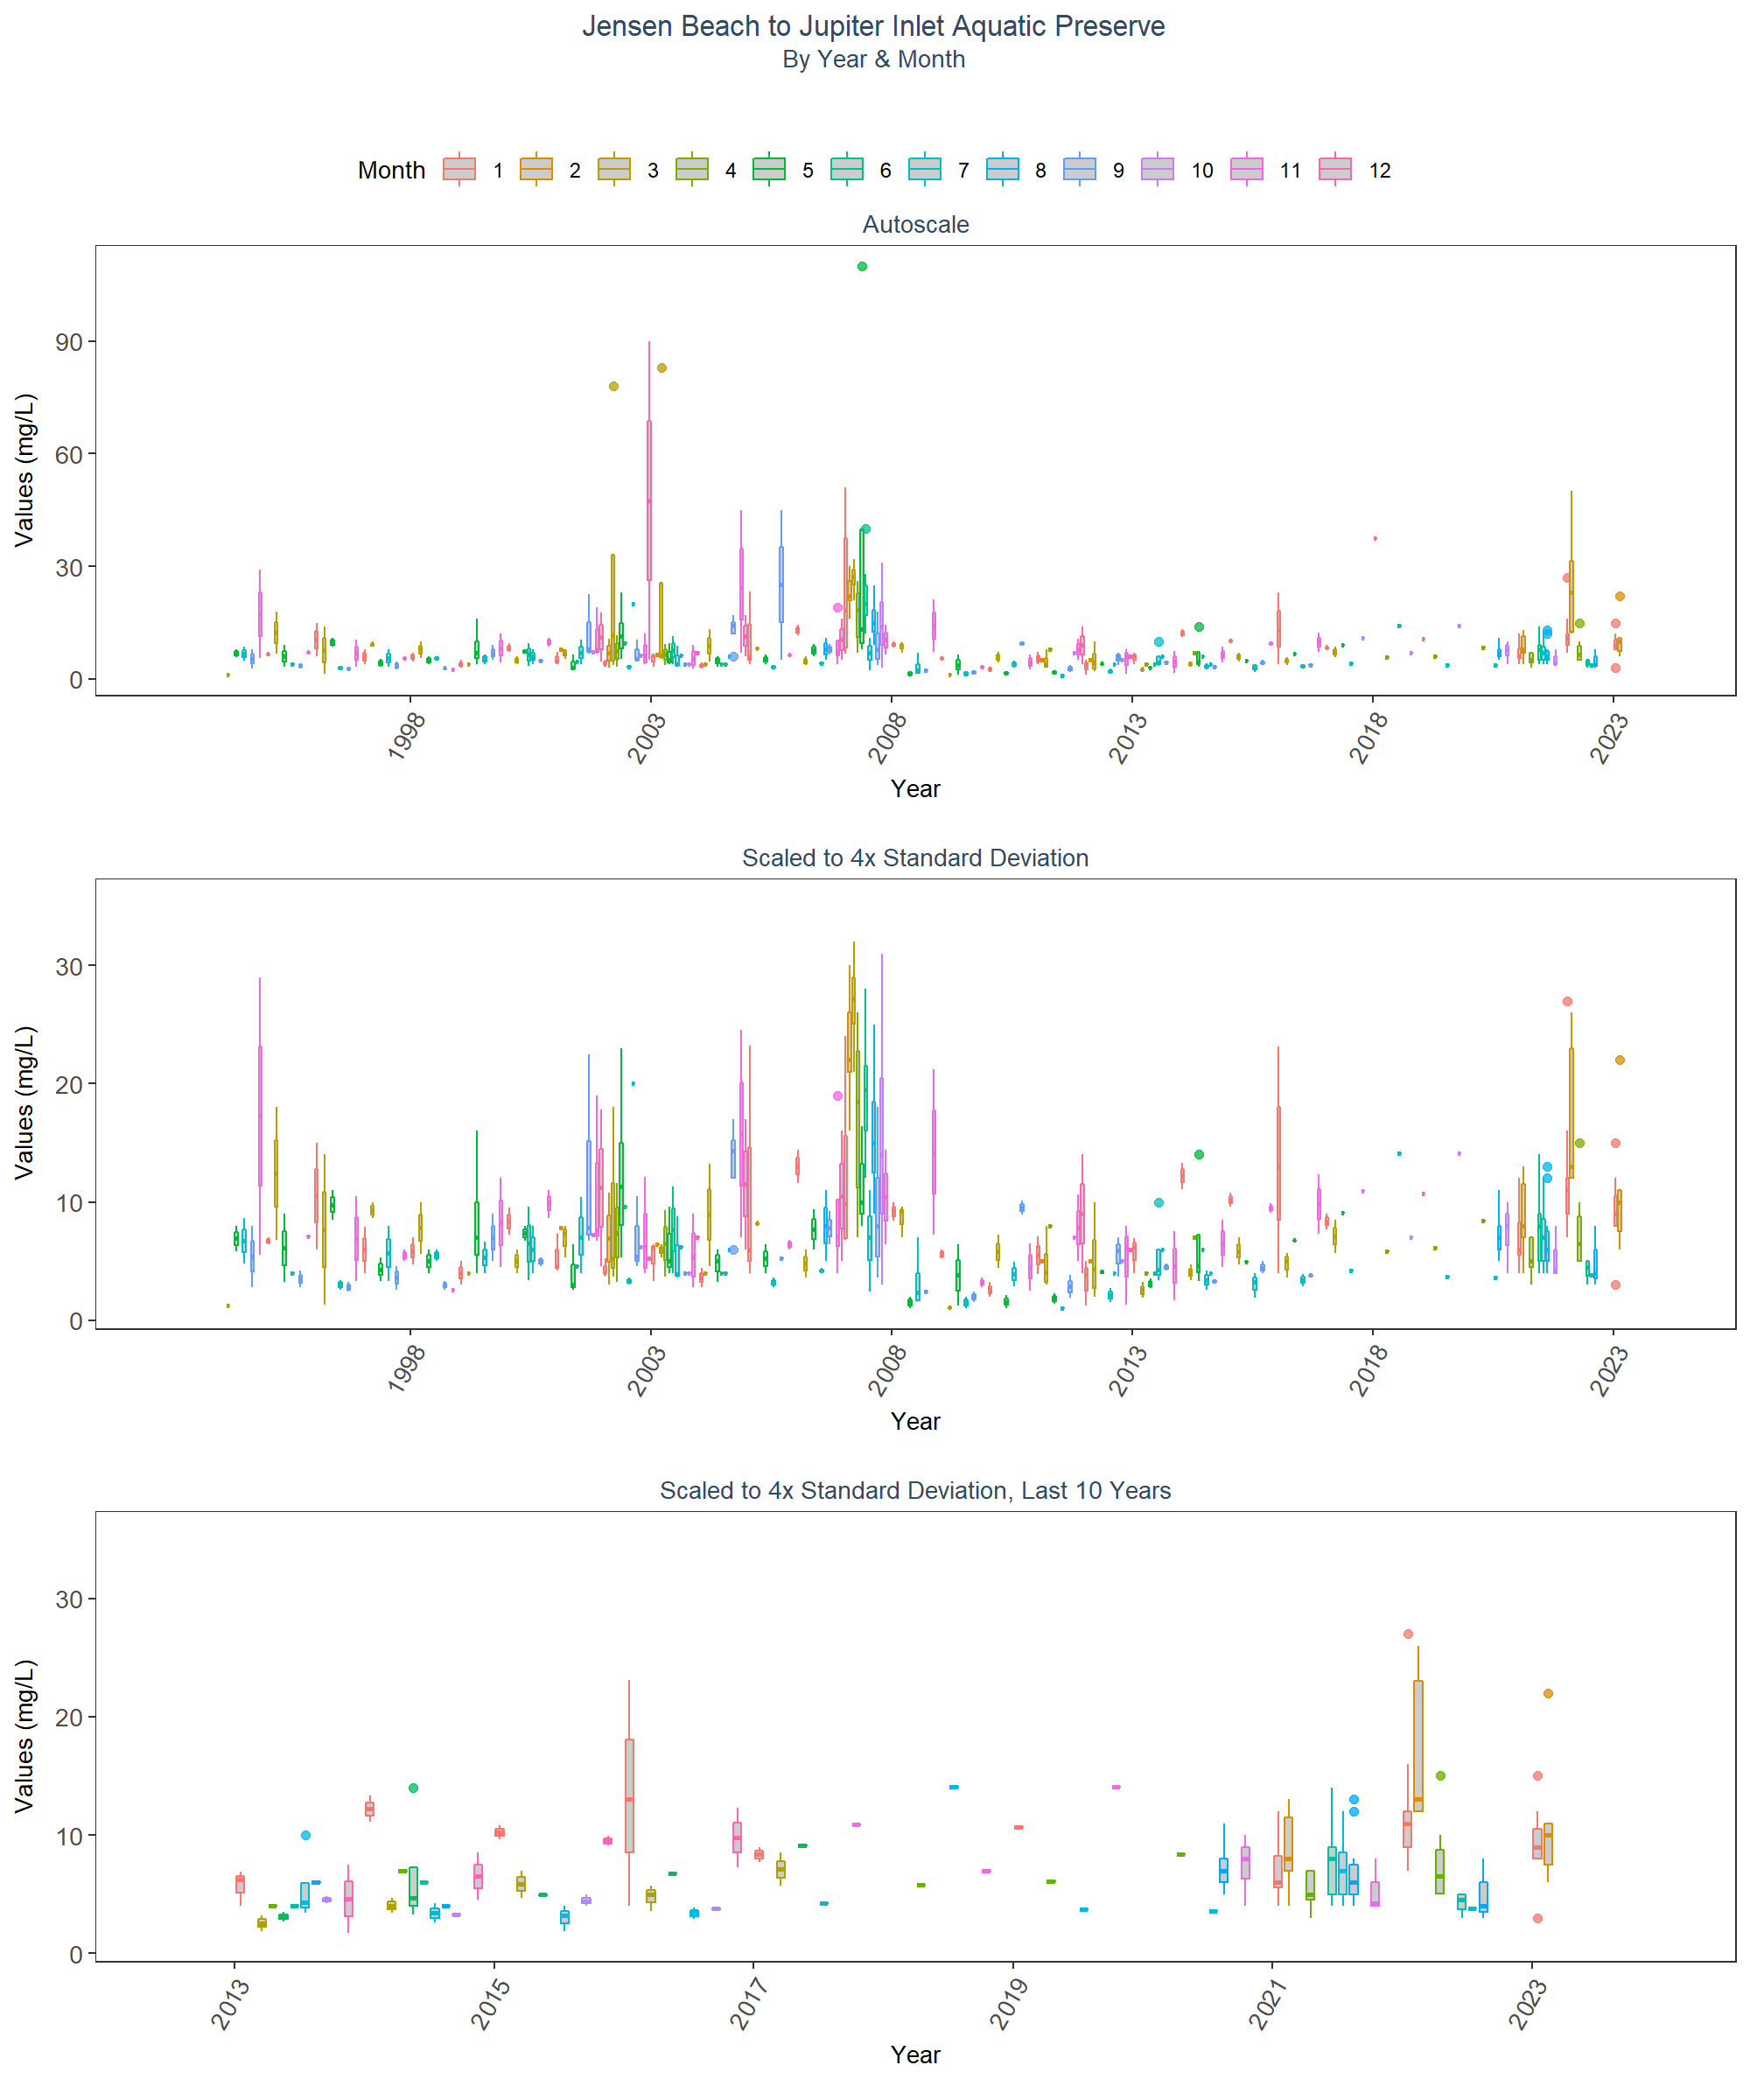 Jensen Beach to Jupiter Inlet Aquatic Preserve
By Year & Month
Month 1 2 3 4 5 6 7 8 9 10 11 12
Autoscale
Values (mg/L)
90
60
30
0
1998 2003 2008 2013 2018 2023
Year
Scaled to 4x Standard Deviation
Values (mg/L)
30
20
10
0
1998 2003 2008 2013 2018 2023
Year
Scaled to 4x Standard Deviation, Last 10 Years
Values (mg/L)
30
20
10
0
2013 2015 2017 2019 2021 2023
Year